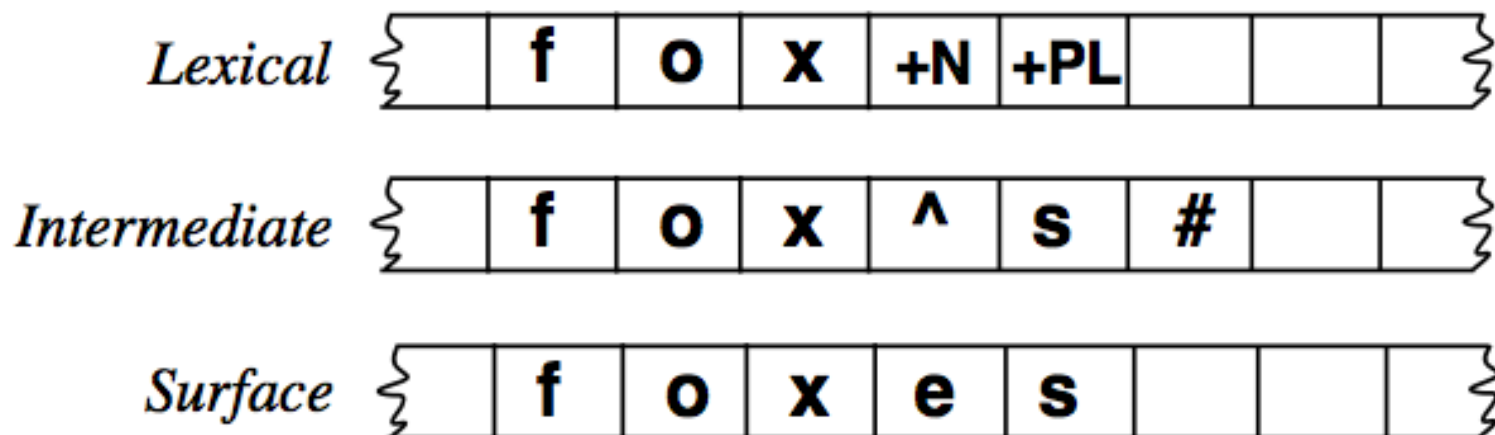 Lexical f o x +N +PL
Intermediate f o x ^ s #
Surface f o x e s